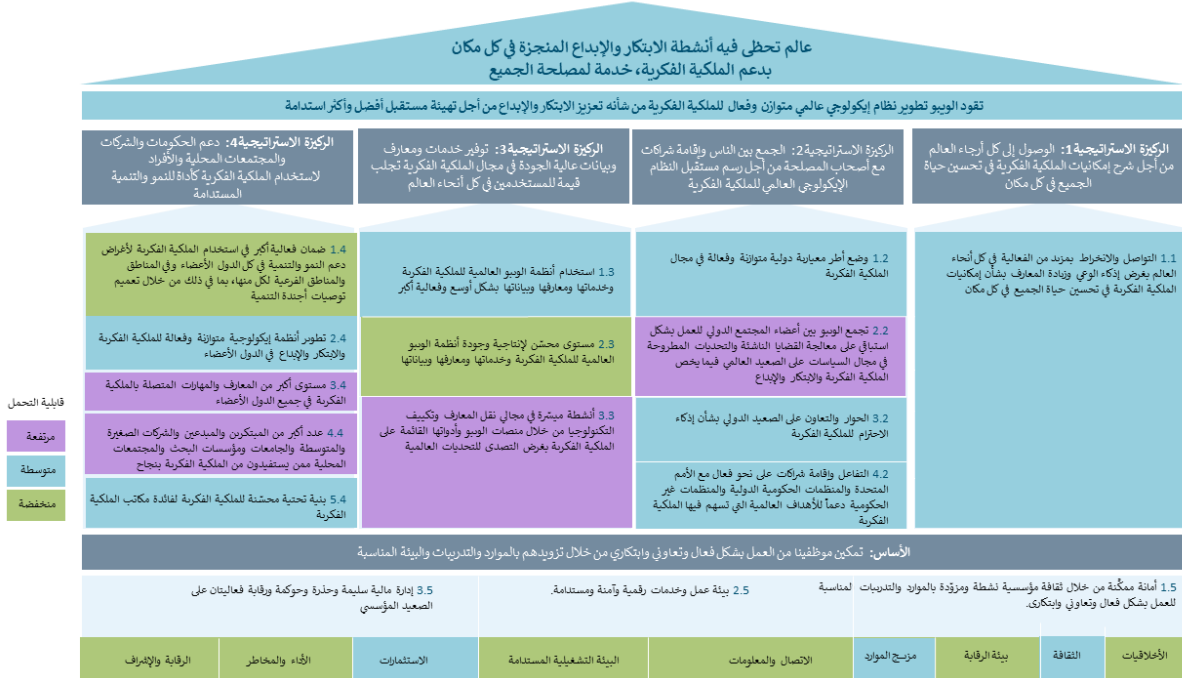 عالم تحظى فيه أنشطة الابتكار والإبداع المنجزة في كل مكان
بدعم الملكية الفكرية، خدمة لمصلحة الجميع
تقود الويبو تطوير نظام إيكولوجي عالمي متوازن وفعال للملكية الفكرية من شأنه تعزيز الابتكار والإبداع من أجل تهيئة مستقبل أفضل وأكثر استدامة
الركيزة الاستراتيجية1: الوصول إلى كل أرجاء العالم
من أجل شرح إمكانيات الملكية الفكرية في تحسين حياة
الجميع في كل مكان
الركيزة الاستراتيجية2: الجمع بين الناس وإقامة شراكات
مع أصحاب المصلحة من أجل رسم مستقبل النظام
الإيكولوجي العالمي للملكية الفكرية
الركيزة الاستراتيجية3: توفير خدمات ومعارف
وبيانات عالية الجودة في مجال الملكية الفكرية تجلب
قيمة للمستخدمين في كل أنحاء العالم
الركيزة الاستراتيجية4: دعم الحكومات والشركات
والمجتمعات المحلية والأفراد
لاستخدام الملكية الفكرية كأداة للنمو والتنمية
المستدامة
1.1 التواصل والانخراط بمزيد من الفعالية في كل أنحاء
العالم بغرض إذكاء الوعي وزيادة المعارف بشأن إمكانيات
الملكية الفكرية في تحسين حياة الجميع في كل مكان
1.2 وضع أطر معيارية دولية متوازنة وفعالة في مجال
الملكية الفكرية
2.2 تجمع الويبو بين أعضاء المجتمع الدولي للعمل بشكل
استباقي على معالجة القضايا الناشئة والتحديات المطروحة
في مجال السياسات على الصعيد العالمي فيما يخص
الملكية الفكرية والابتكار والإبداع
3.2 الحوار والتعاون على الصعيد الدولي بشأن إذكاء
الاحترام للملكية الفكرية
4.2 التفاعل وإقامة شراكات على نحو فعال مع الأمم
المتحدة والمنظمات الحكومية الدولية والمنظمات غير
الحكومية دعماً للأهداف العالمية التي تسهم فيها الملكية
الفكرية
1.3 استخدام أنظمة الويبو العالمية للملكية الفكرية
وخدماتها ومعارفها وبياناتها بشكل أوسع وفعالية أكبر
2.3 مستوى محسّن لإنتاجية وجودة أنظمة الويبو
العالمية للملكية الفكرية وخدماتها ومعارفها وبياناتها
3.3 أنشطة ميسّرة في مجالي نقل المعارف وتكييف
التكنولوجيا من خلال منصات الويبو وأدواتها القائمة على
الملكية الفكرية بغرض التصدي للتحديات العالمية
1.4 ضمان فعالية أكبر في استخدام الملكية الفكرية لأغراض
دعم النمو والتنمية في كل الدول الأعضاء وفي المناطق
والمناطق الفرعية لكل منها، بما في ذلك من خلال تعميم
توصيات أجندة التنمية
2.4 تطوير أنظمة إيكولوجية متوازنة وفعالة للملكية الفكرية
والابتكار والإبداع في الدول الأعضاء
3.4 مستوى أكبر من المعارف والمهارات المتصلة بالملكية
الفكرية في جميع الدول الأعضاء
4.4 عدد أكبر من المبتكرين والمبدعين والشركات الصغيرة
والمتوسطة والجامعات ومؤسسات البحث والمجتمعات
المحلية ممن يستفيدون من الملكية الفكرية بنجاح
5.4 بنية تحتية محسّنة للملكية الفكرية لفائدة مكاتب الملكية
الفكرية
قابلية التحمل
مرتفعة
متوسطة
منخفضة
الأساس: تمكين موظفينا من العمل بشكل فعال وتعاوني وابتكاري من خلال تزويدهم بالموارد والتدريبات والبيئة المناسبة
1.5 أمانة ممكَّنة من خلال ثقافة مؤسسية نشطة ومزوّدة بالموارد والتدريبات المناسبة
للعمل بشكل فعال وتعاوني وابتكاري.
2.5 بيئة عمل وخدمات رقمية وآمنة ومستدامة.
3.5 إدارة مالية سليمة وحذرة وحوكمة ورقابة فعاليتان على
الصعيد المؤسسي
الأخلاقيات
الثقافة
بيئة الرقابة
مزيج الموارد
الاتصال والمعلومات
البيئة التشغيلية المستدامة
الاستثمارات
الأداء والمخاطر
الرقابة والإشراف